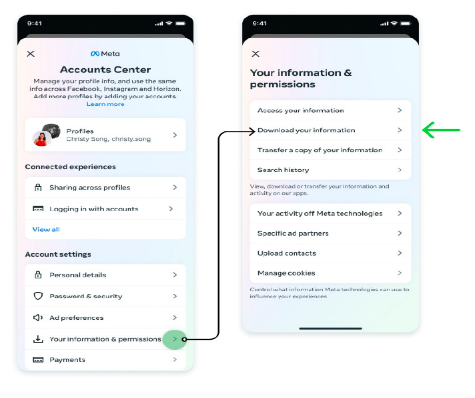 9:41
Meta
Accounts Center
Manage your profile info, and use the same
info across Facebook, Instagram and Horizon.
Add more profiles by adding your accounts.
Learn more
Profiles
Christy Song, christy.song
Connected experiences
Sharing across profiles
Logging in with accounts
View all
Account settings
Personal details
Password & security
Ad preferences
Your information & permissions
Payments
9:41
Your information &
permissions
Access your information
Download your information
Transfer a copy of your information
Search history
View, download or transfer your information and
activity on our apps.
Your activity off Meta technologies
Specific ad partners
Upload contacts
Manage cookies
Control what information Meta technologies can use to
influence your experiences